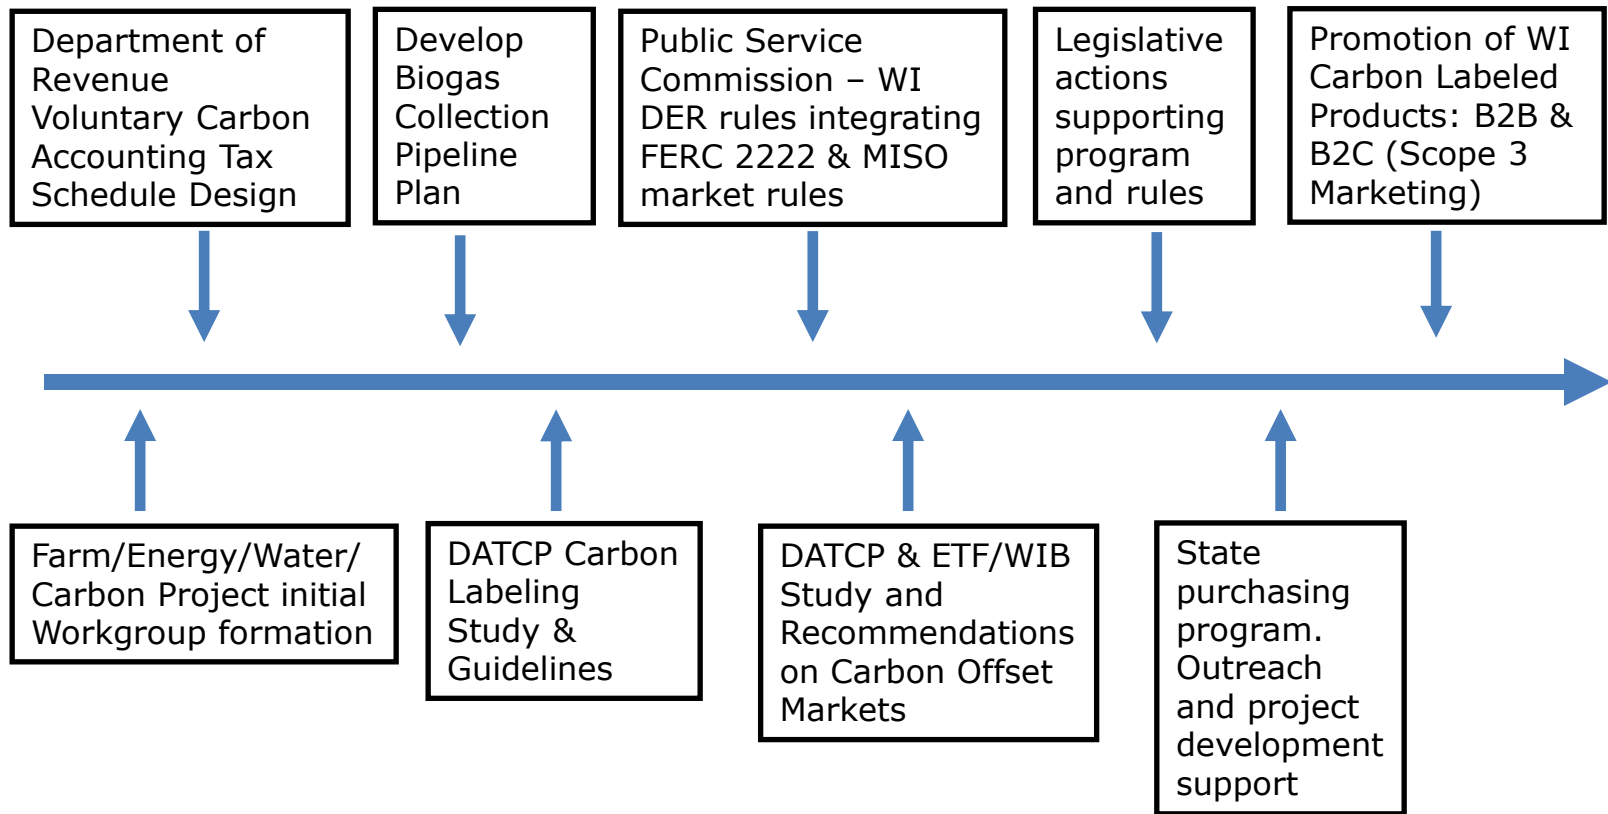 Department of
Revenue
Voluntary Carbon
Accounting Tax
Schedule Design
Develop
Biogas
Collection
Pipeline
Plan
Public Service
Commission – WI
DER rules integrating
FERC 2222 & MISO
market rules
Legislative
actions
supporting
program
and rules
Promotion of WI
Carbon Labeled
Products: B2B &
B2C (Scope 3
Marketing)
Farm/Energy/Water/
Carbon Project initial
Workgroup formation
DATCP Carbon
Labeling
Study &
Guidelines
DATCP & ETF/WIB
Study and
Recommendations
on Carbon Offset
Markets
State
purchasing
program.
Outreach
and project
development
support